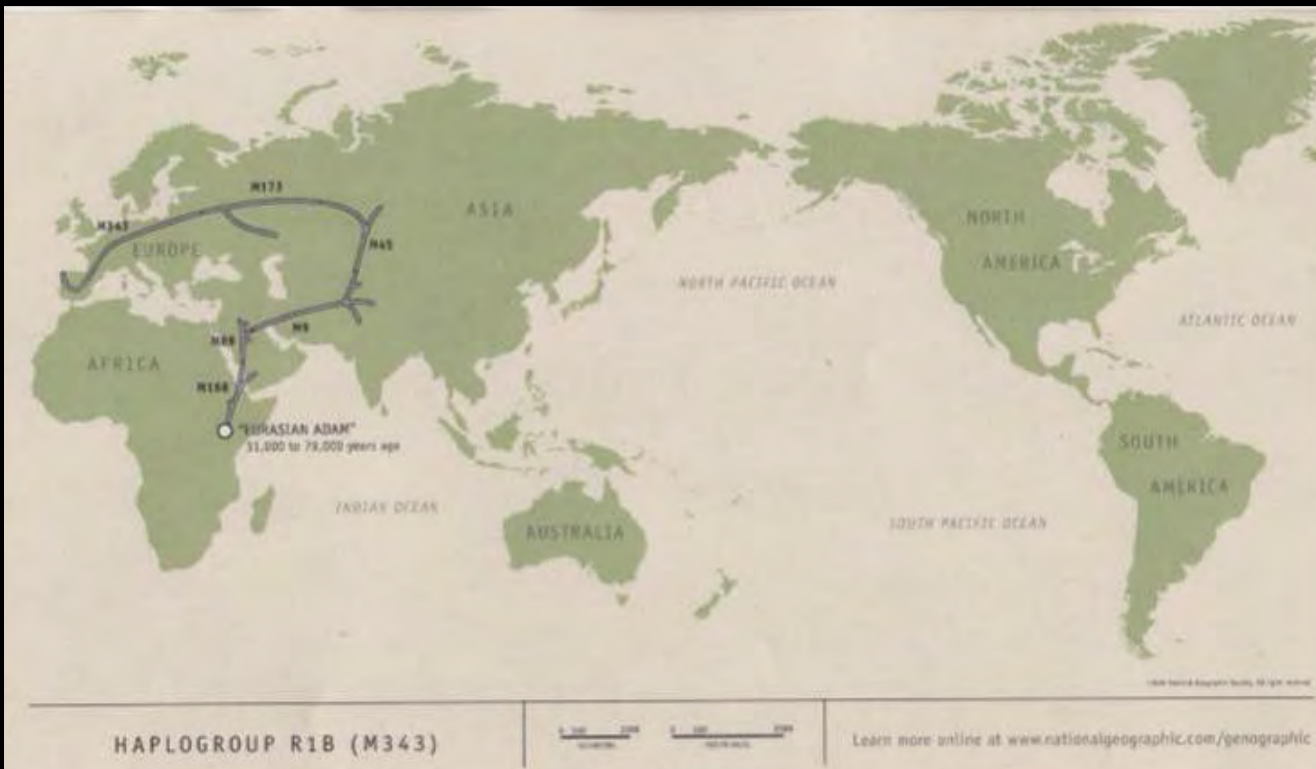 M173
ASIA
NORTH
M343
EUROPE
M45
AMERICA
NORTH PACIFIC OCEAN
ATLANTIC OCEAN
M9
M89
AFRICA
M168
"EURASIAN ADAM"
31,000 to 79,000 years ago
SOUTH
AMERICA
INDIAN OCEAN
SOUTH PACIFIC OCEAN
AUSTRALIA
HAPLOGROUP R1B (M343)
Learn more online at www.nationalgeographic.com/genographic